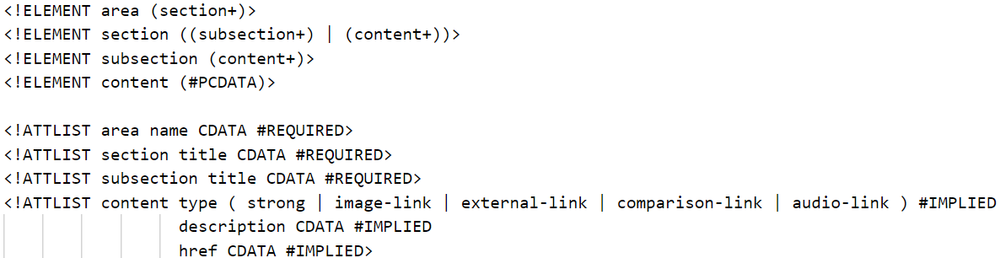 <!ELEMENT area (section+)>
<!ELEMENT section ((subsection+) | (content+))>
<!ELEMENT subsection (content+)>
<!ELEMENT content (#PCDATA)>

<!ATTLIST area name CDATA #REQUIRED>
<!ATTLIST section title CDATA #REQUIRED>
<!ATTLIST subsection title CDATA #REQUIRED>
<!ATTLIST content type ( strong | image-link | external-link | comparison-link | audio-link ) #IMPLIED
description CDATA #IMPLIED
href CDATA #IMPLIED>